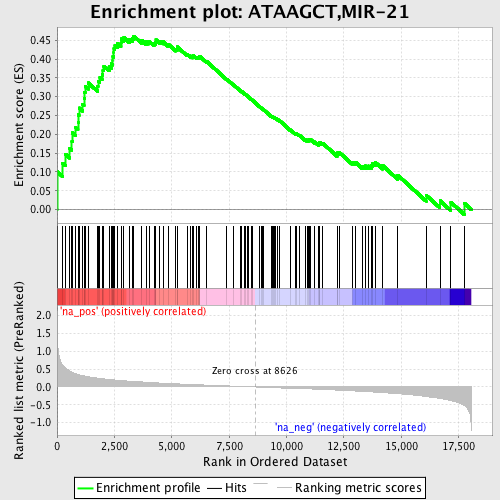 Enrichment plot: ATAAGCT,MIR-21
Enrichment score (ES)
0.45
0.40
0.35
0.30
0.25
0.20
0.15
0.10
0.05
0.00
'na_pos' (positively correlated)
Ranked list metric (PreRanked)
2.0
1.5
1.0
0.5
0.0
-0.5
-1.0
Zero cross at 8626
'na_neg' (negatively correlated)
0
2,500
5,000
7,500
10,000
12,500
15,000
17,500
Rank in Ordered Dataset
Enrichment profile
Hits
Ranking metric scores